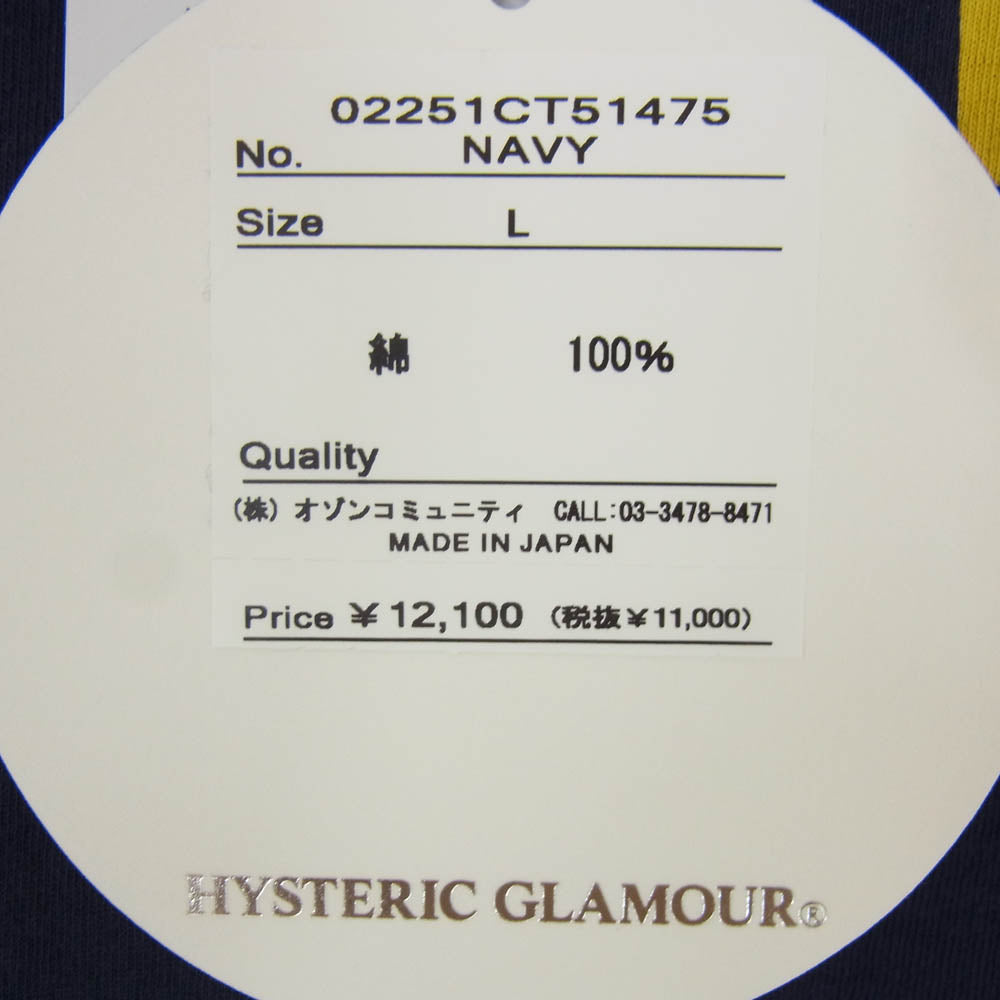 02251CT51475
No. NAVY
Size L
綿 100%
Quality
(株) オゾンコミュニティ CALL:03-3478-8471
MADE IN JAPAN
Price ¥12,100 (税抜¥11,000)
HYSTERIC GLAMOUR®